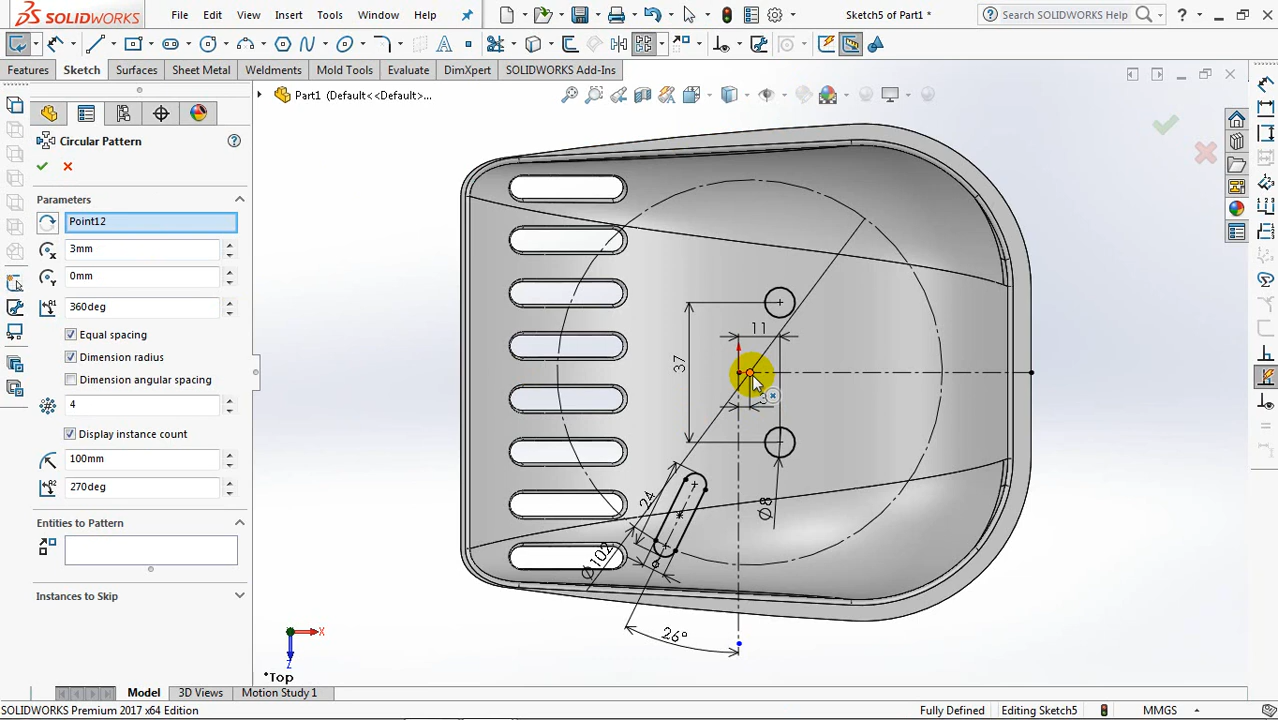 SOLIDWORKS File Edit View Insert Tools Window Help Sketch5 of Part1 * Search SOLIDWORKS Help ?
Features Sketch Surfaces Sheet Metal Weldments Mold Tools Evaluate DimXpert SOLIDWORKS Add-Ins
Part1 (Default<<Default>...
Circular Pattern
Parameters
Point12
3mm
0mm
360deg
Equal spacing
Dimension radius
Dimension angular spacing
4
Display instance count
100mm
270deg
Entities to Pattern
Instances to Skip
11
37
24
Ø8
Ø102
26°
X
Z
*Top
Model 3D Views Motion Study 1
SOLIDWORKS Premium 2017 x64 Edition Fully Defined Editing Sketch5 MMGS